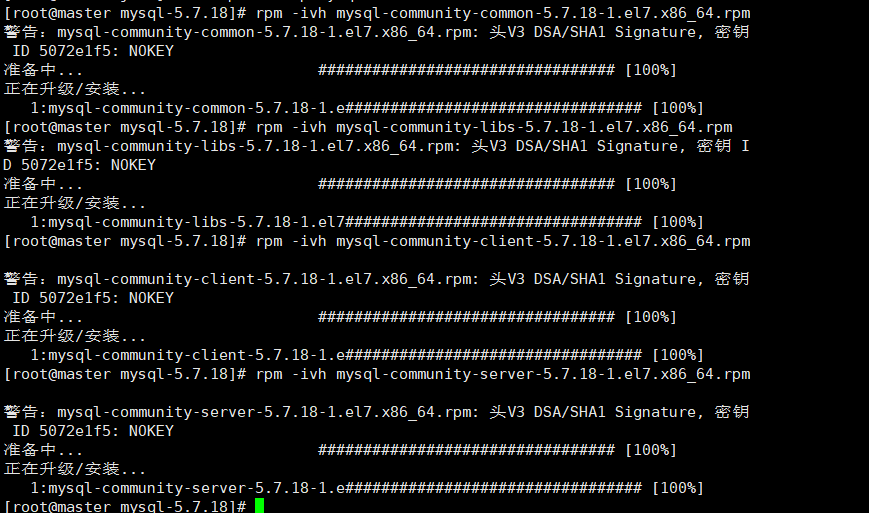 [root@master mysql-5.7.18]# rpm -ivh mysql-community-common-5.7.18-1.el7.x86_64.rpm
警告：mysql-community-common-5.7.18-1.el7.x86_64.rpm: 头V3 DSA/SHA1 Signature, 密钥
 ID 5072e1f5: NOKEY
准备中...                          ################################# [100%]
正在升级/安装...
   1:mysql-community-common-5.7.18-1.e################################# [100%]
[root@master mysql-5.7.18]# rpm -ivh mysql-community-libs-5.7.18-1.el7.x86_64.rpm
警告：mysql-community-libs-5.7.18-1.el7.x86_64.rpm: 头V3 DSA/SHA1 Signature, 密钥 I
D 5072e1f5: NOKEY
准备中...                          ################################# [100%]
正在升级/安装...
   1:mysql-community-libs-5.7.18-1.el7################################# [100%]
[root@master mysql-5.7.18]# rpm -ivh mysql-community-client-5.7.18-1.el7.x86_64.rpm
警告：mysql-community-client-5.7.18-1.el7.x86_64.rpm: 头V3 DSA/SHA1 Signature, 密钥
 ID 5072e1f5: NOKEY
准备中...                          ################################# [100%]
正在升级/安装...
   1:mysql-community-client-5.7.18-1.e################################# [100%]
[root@master mysql-5.7.18]# rpm -ivh mysql-community-server-5.7.18-1.el7.x86_64.rpm
警告：mysql-community-server-5.7.18-1.el7.x86_64.rpm: 头V3 DSA/SHA1 Signature, 密钥
 ID 5072e1f5: NOKEY
准备中...                          ################################# [100%]
正在升级/安装...
   1:mysql-community-server-5.7.18-1.e################################# [100%]
[root@master mysql-5.7.18]#